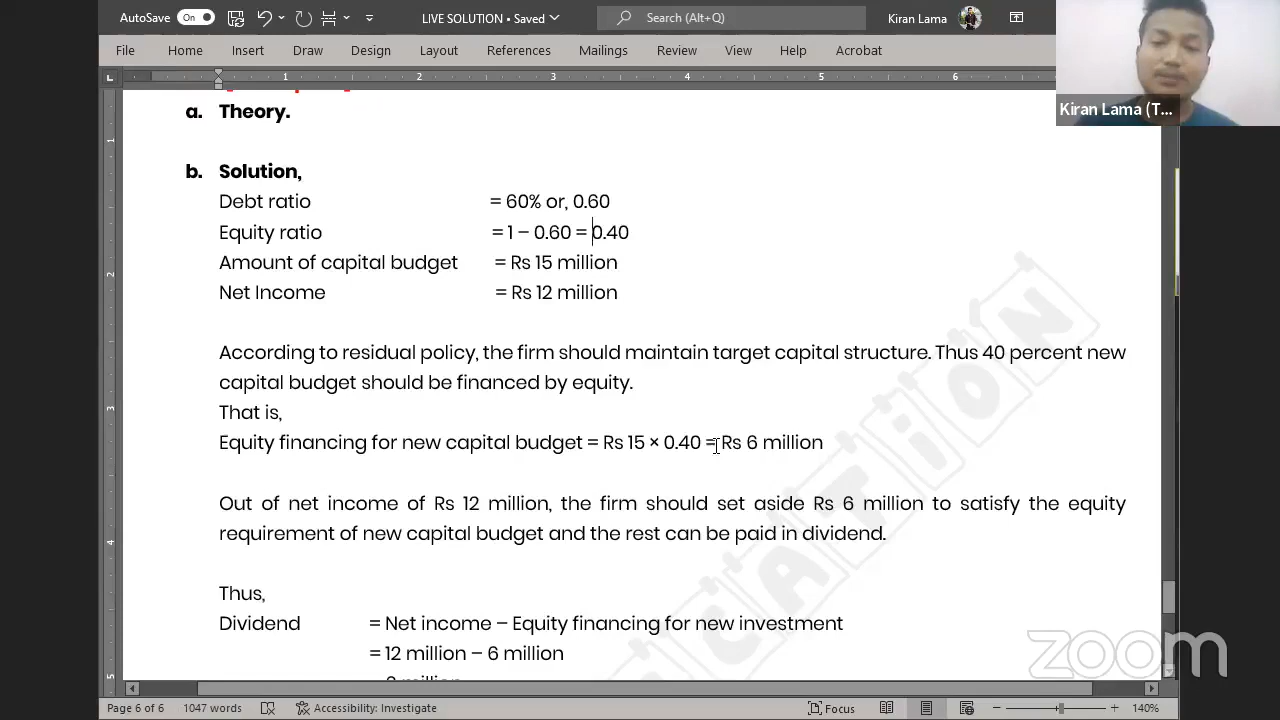 AutoSave On LIVE SOLUTION • Saved Search (Alt+Q) Kiran Lama
File Home Insert Draw Design Layout References Mailings Review View Help Acrobat
Kiran Lama (T...
L 1 2 3 4 5 6
a. Theory.
b. Solution,
Debt ratio = 60% or, 0.60
Equity ratio = 1 – 0.60 = 0.40
Amount of capital budget = Rs 15 million
Net Income = Rs 12 million
According to residual policy, the firm should maintain target capital structure. Thus 40 percent new
capital budget should be financed by equity.
That is,
Equity financing for new capital budget = Rs 15 × 0.40 = Rs 6 million
Out of net income of Rs 12 million, the firm should set aside Rs 6 million to satisfy the equity
requirement of new capital budget and the rest can be paid in dividend.
Thus,
Dividend = Net income – Equity financing for new investment
= 12 million – 6 million
zoom
Page 6 of 6 1047 words Accessibility: Investigate Focus 140%